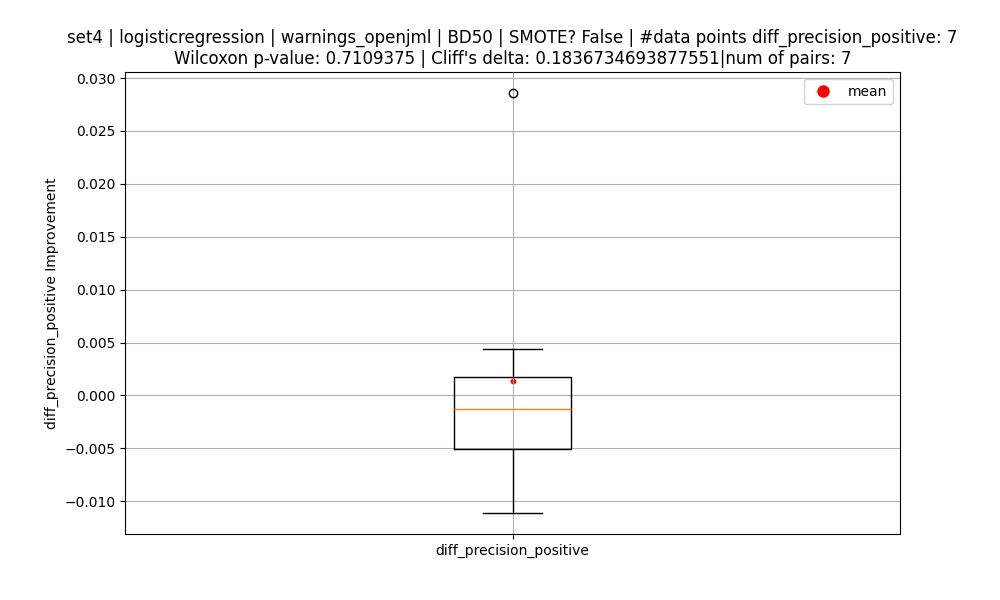 set4 | logisticregression | warnings_openjml | BD50 | SMOTE? False | #data points diff_precision_positive: 7
Wilcoxon p-value: 0.7109375 | Cliff's delta: 0.1836734693877551|num of pairs: 7
mean
0.030
0.025
0.020
0.015
0.010
0.005
0.000
−0.005
−0.010
diff_precision_positive Improvement
diff_precision_positive